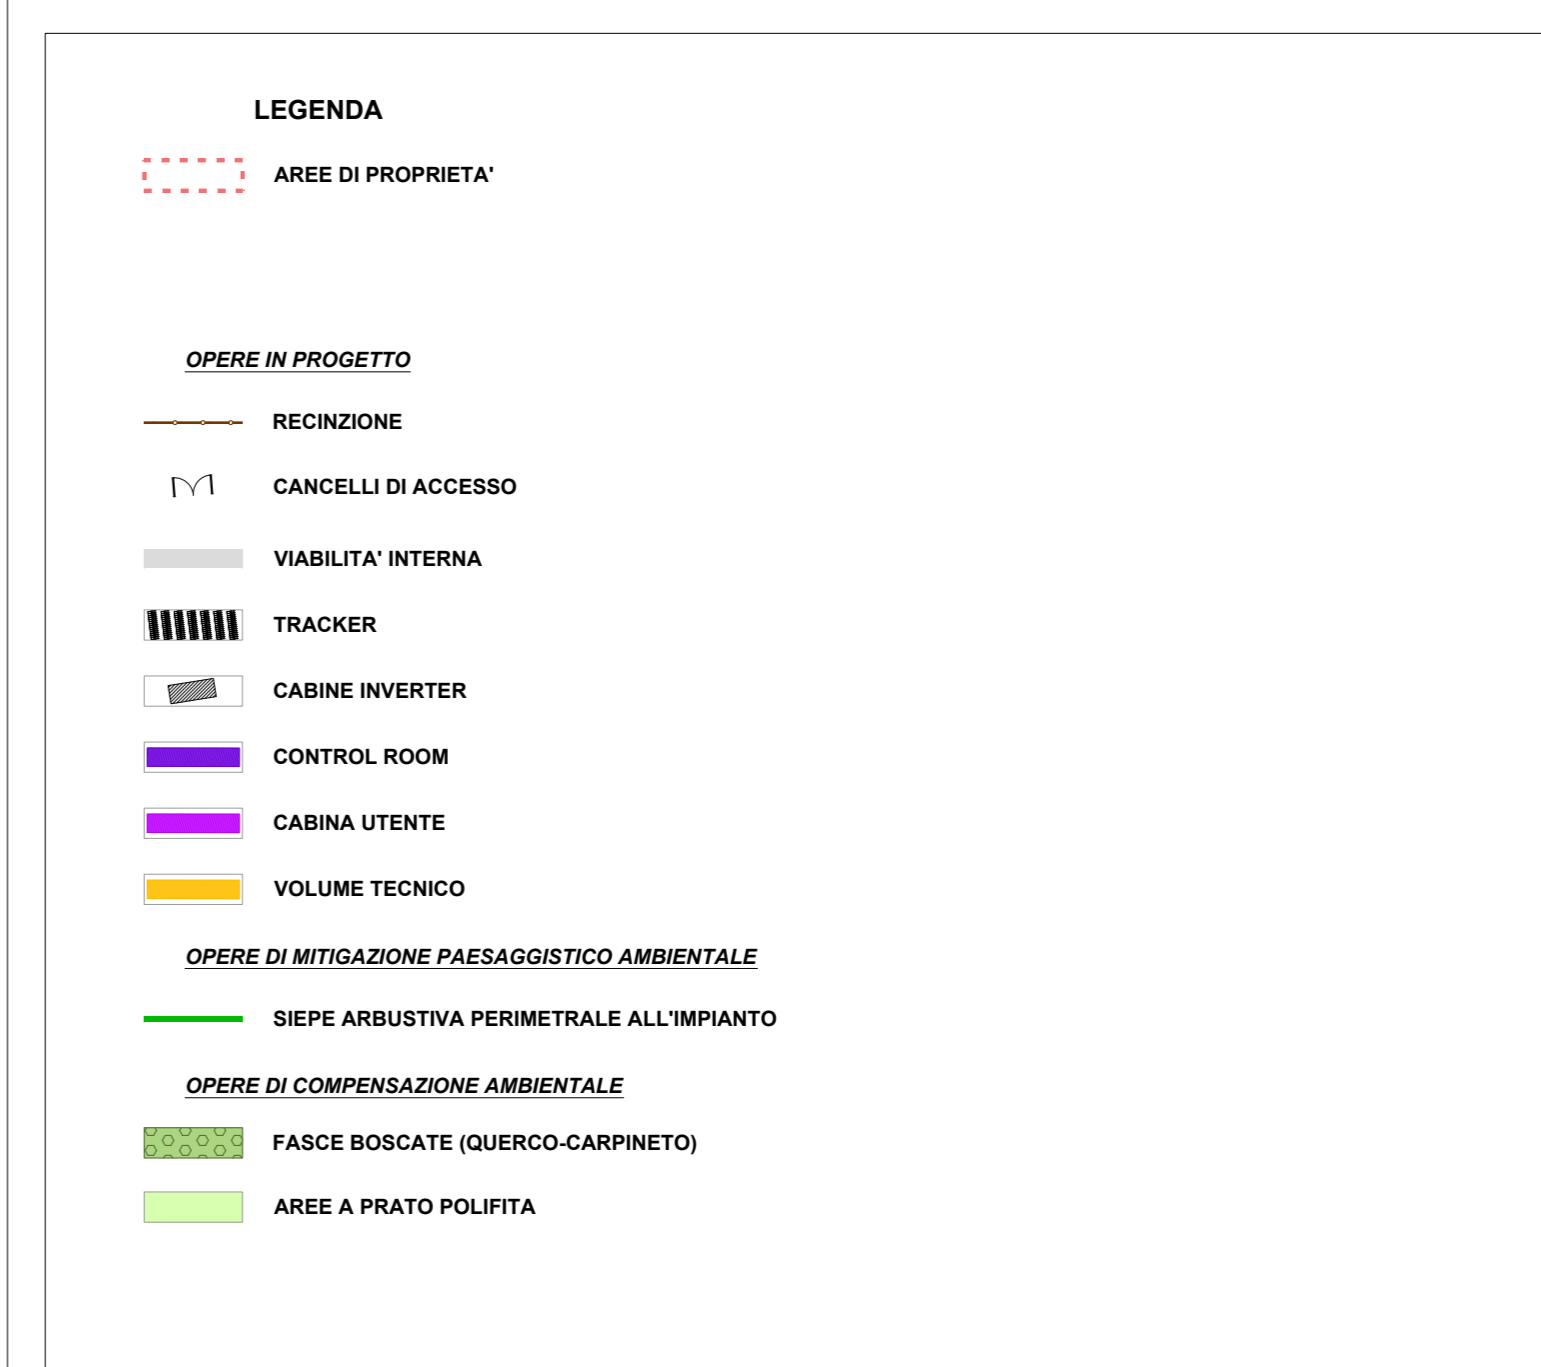 LEGENDA
AREE DI PROPRIETA'
OPERE IN PROGETTO
RECINZIONE
CANCELLI DI ACCESSO
VIABILITA' INTERNA
TRACKER
CABINE INVERTER
CONTROL ROOM
CABINA UTENTE
VOLUME TECNICO
OPERE DI MITIGAZIONE PAESAGGISTICO AMBIENTALE
SIEPE ARBUSTIVA PERIMETRALE ALL'IMPIANTO
OPERE DI COMPENSAZIONE AMBIENTALE
FASCE BOSCATE (QUERCO-CARPINETO)
AREE A PRATO POLIFITA